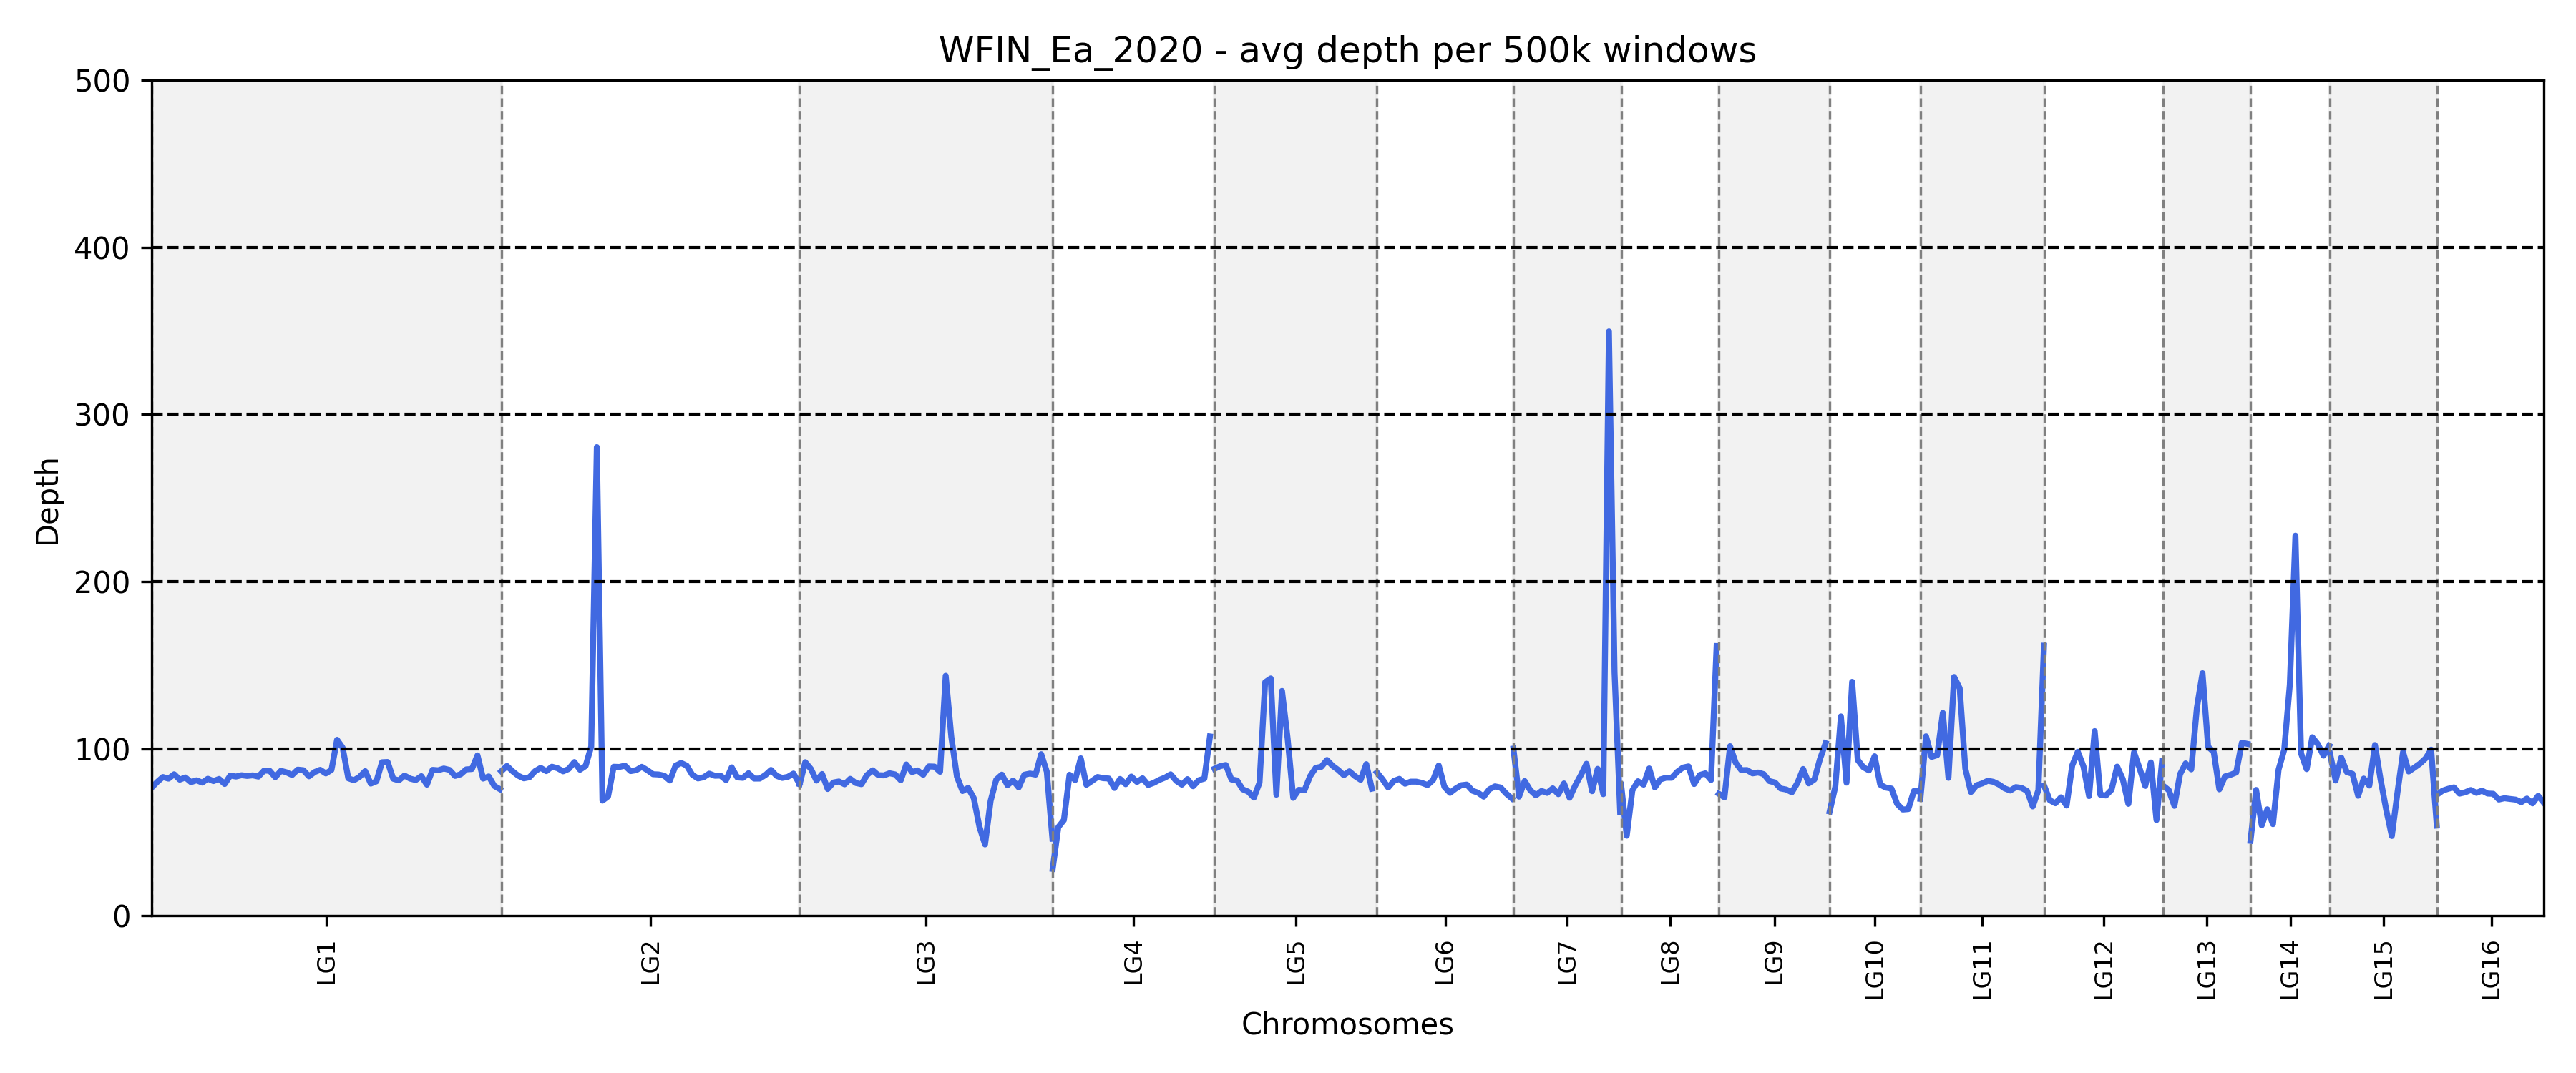 WFIN_Ea_2020 - avg depth per 500k windows
500
400
300
200
100
0
Depth
LG1
LG2
LG3
LG4
LG5
LG6
LG7
LG8
LG9
LG10
LG11
LG12
LG13
LG14
LG15
LG16
Chromosomes